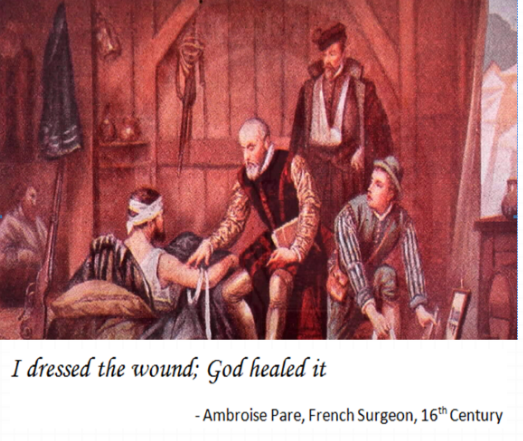 I dressed the wound; God healed it
- Ambroise Pare, French Surgeon, 16th Century